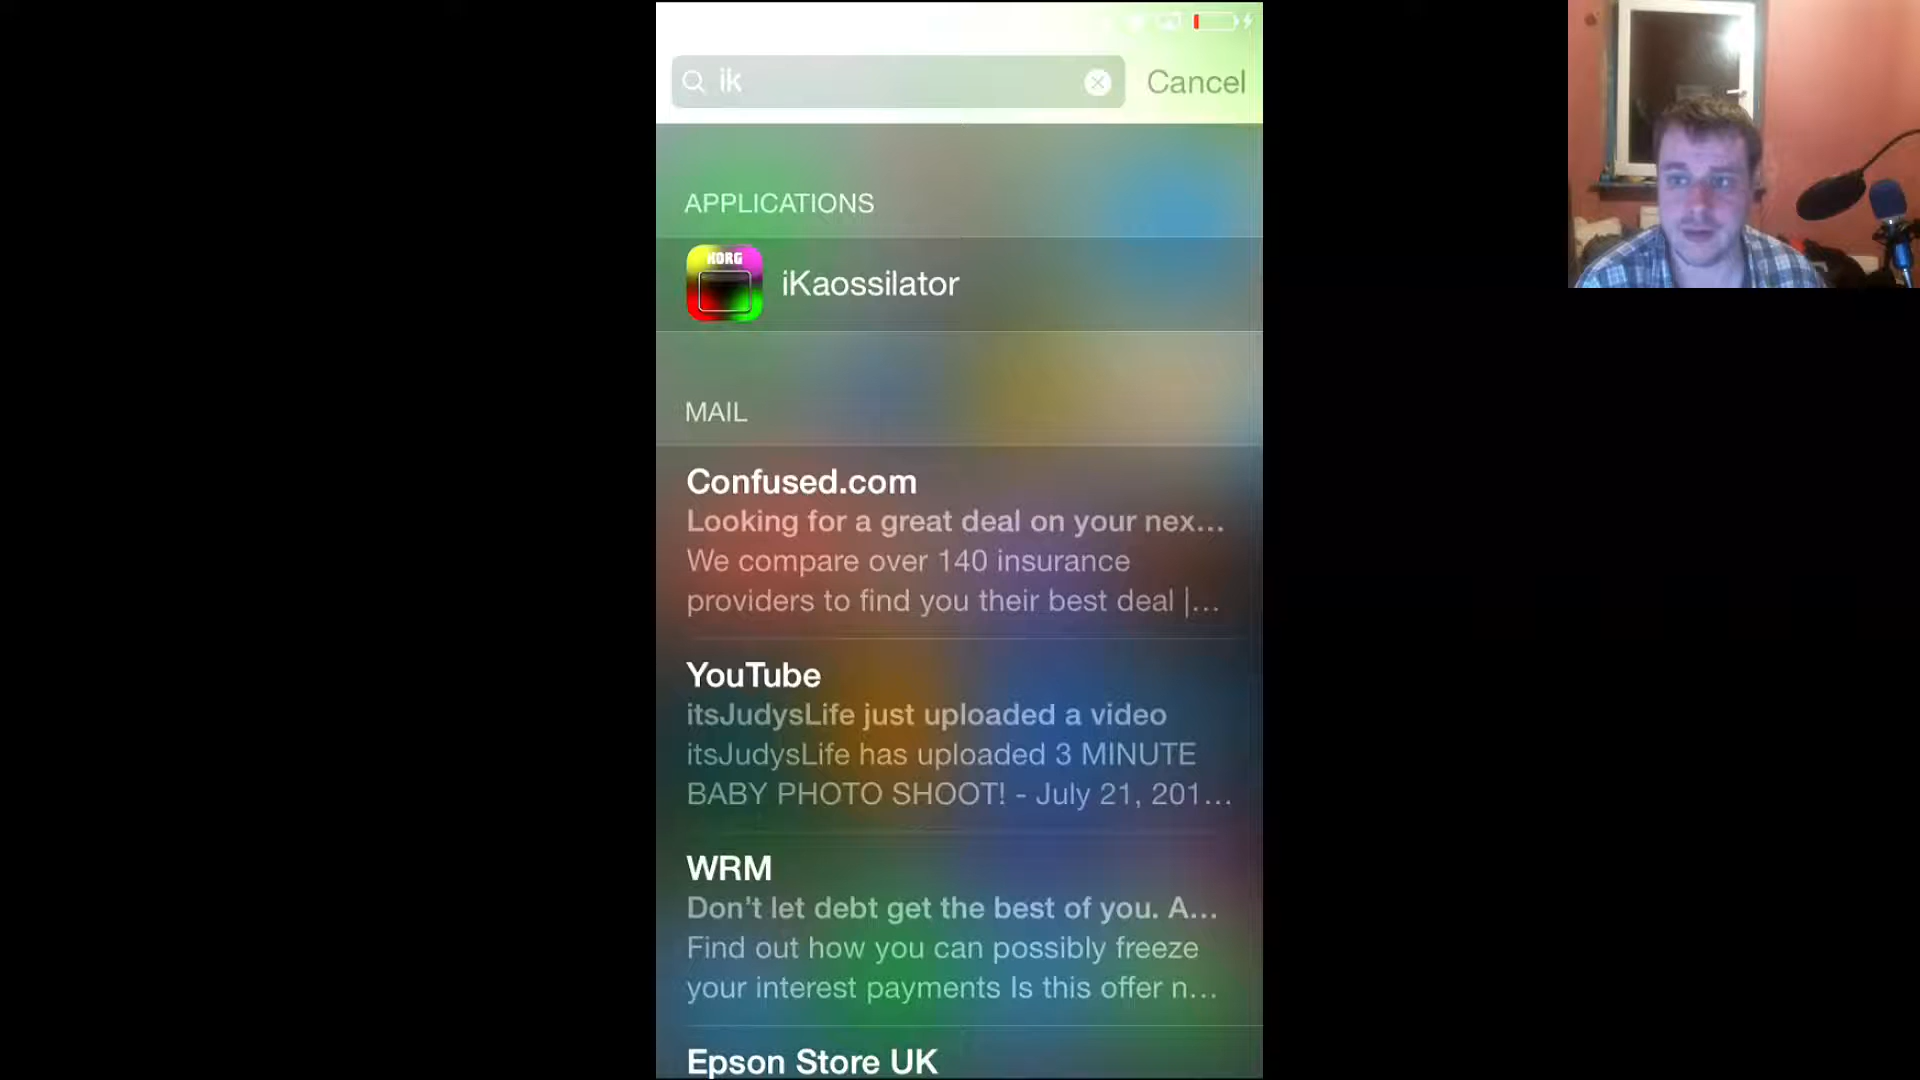 ik
Cancel
APPLICATIONS
KORG
iKaossilator
MAIL
Confused.com
Looking for a great deal on your nex...
We compare over 140 insurance
providers to find you their best deal |...
YouTube
itsJudysLife just uploaded a video
itsJudysLife has uploaded 3 MINUTE
BABY PHOTO SHOOT! - July 21, 201...
WRM
Don't let debt get the best of you. A...
Find out how you can possibly freeze
your interest payments Is this offer n...
Epson Store UK